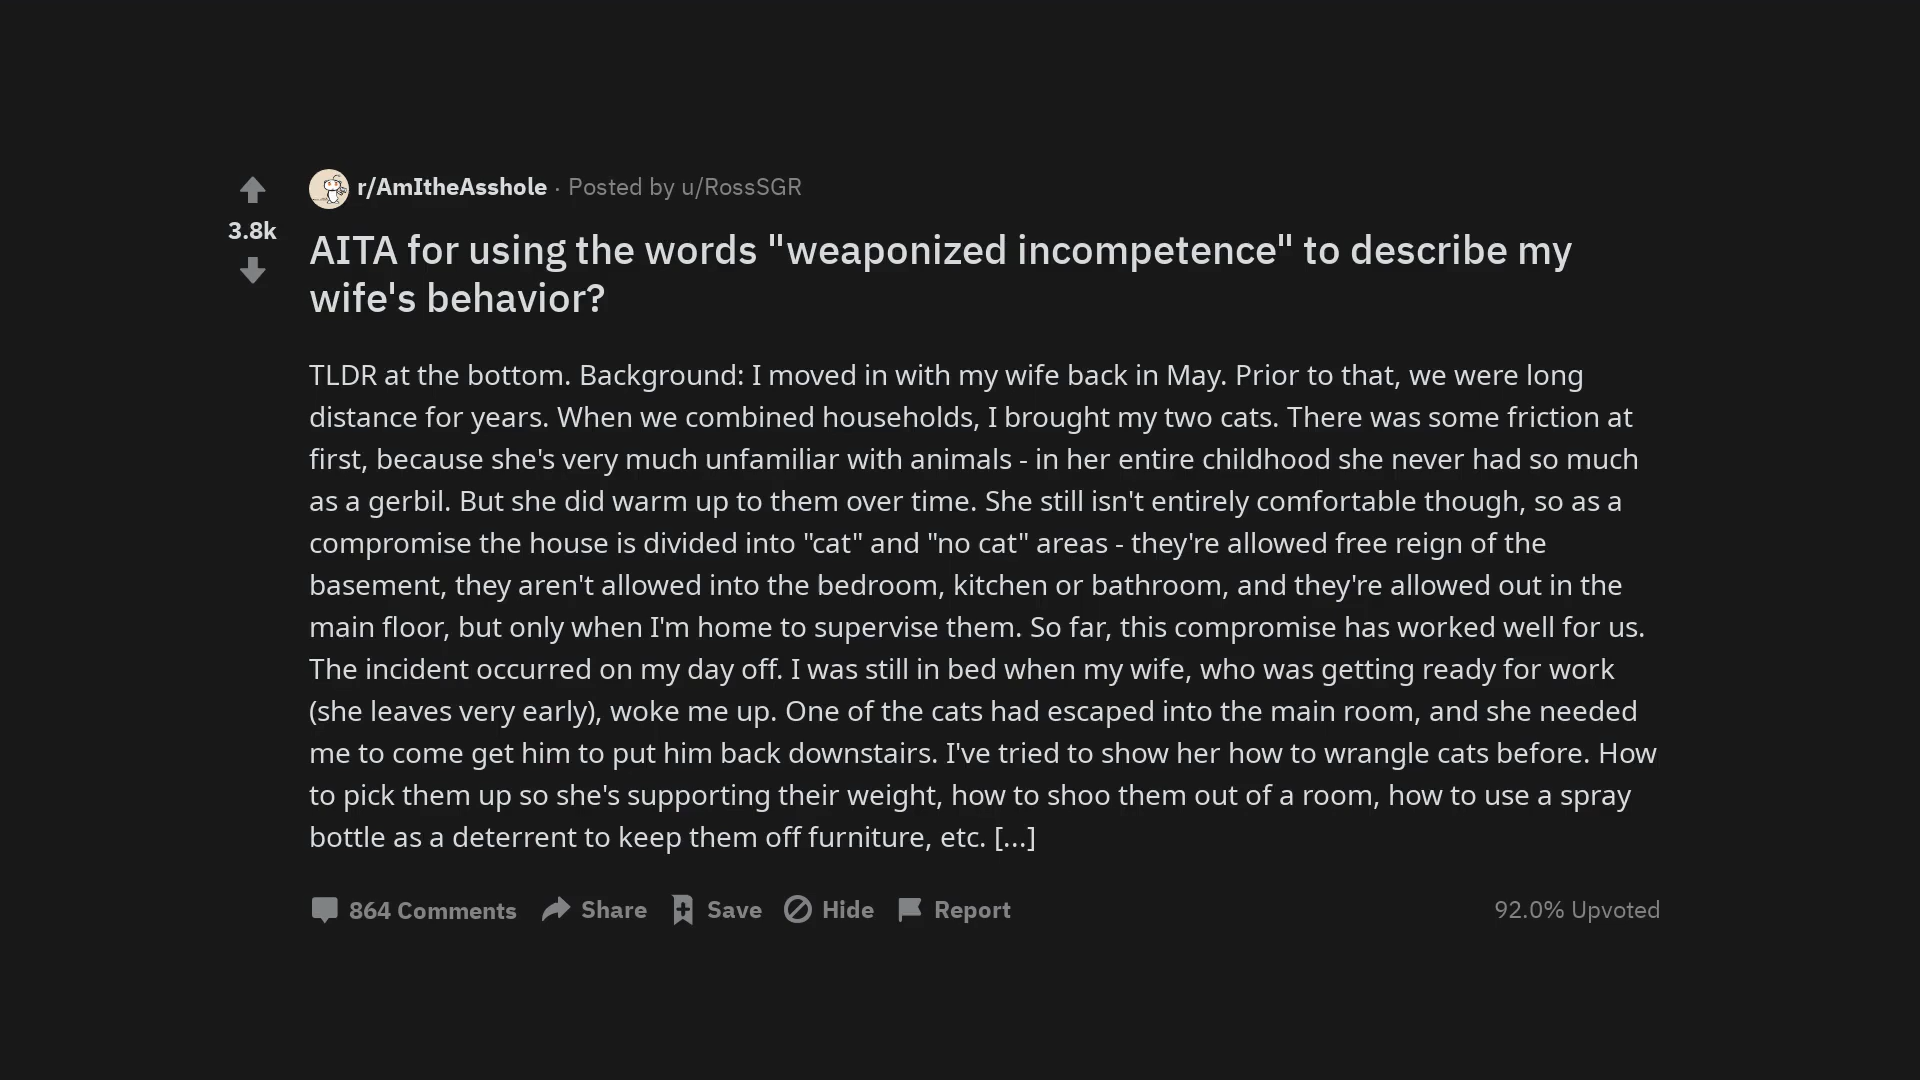 r/AmItheAsshole · Posted by u/RossSGR
3.8k
AITA for using the words "weaponized incompetence" to describe my
wife's behavior?
TLDR at the bottom. Background: I moved in with my wife back in May. Prior to that, we were long
distance for years. When we combined households, I brought my two cats. There was some friction at
first, because she's very much unfamiliar with animals - in her entire childhood she never had so much
as a gerbil. But she did warm up to them over time. She still isn't entirely comfortable though, so as a
compromise the house is divided into "cat" and "no cat" areas - they're allowed free reign of the
basement, they aren't allowed into the bedroom, kitchen or bathroom, and they're allowed out in the
main floor, but only when I'm home to supervise them. So far, this compromise has worked well for us.
The incident occurred on my day off. I was still in bed when my wife, who was getting ready for work
(she leaves very early), woke me up. One of the cats had escaped into the main room, and she needed
me to come get him to put him back downstairs. I've tried to show her how to wrangle cats before. How
to pick them up so she's supporting their weight, how to shoo them out of a room, how to use a spray
bottle as a deterrent to keep them off furniture, etc. [...]
864 Comments Share Save Hide Report 92.0% Upvoted